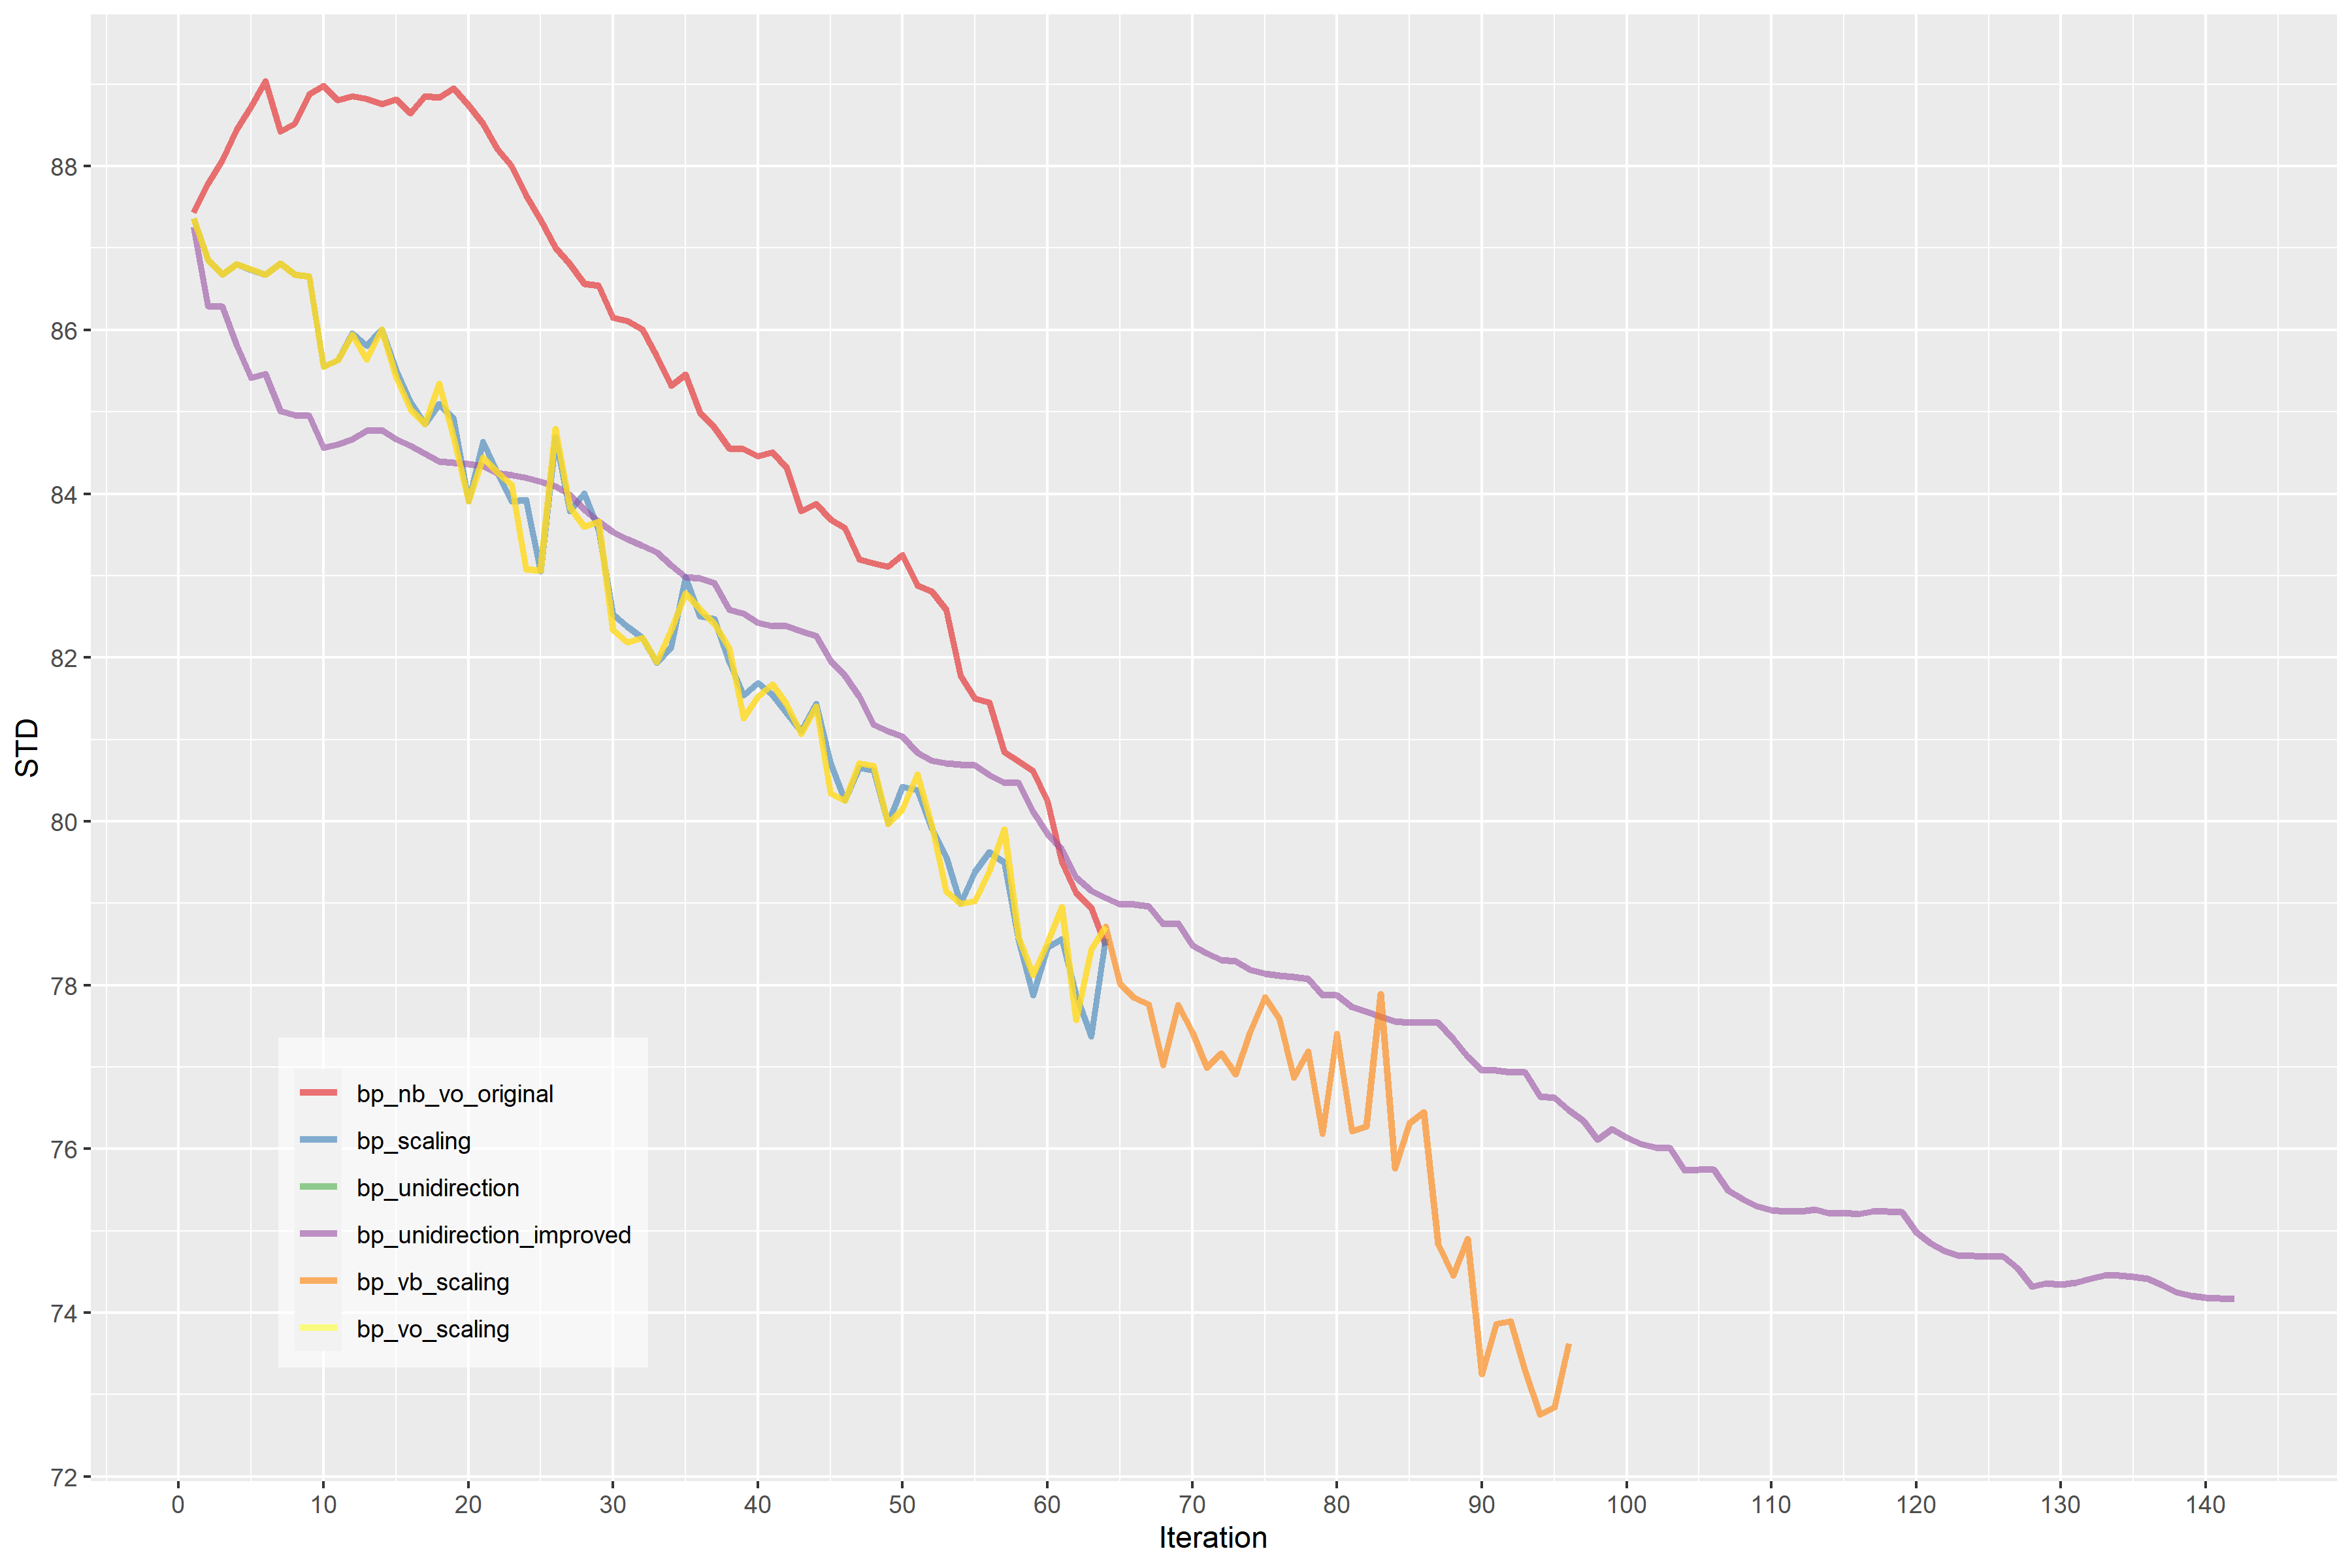 88
86
84
82
80
78
76
74
72
STD
bp_nb_vo_original
bp_scaling
bp_unidirection
bp_unidirection_improved
bp_vb_scaling
bp_vo_scaling
0 10 20 30 40 50 60 70 80 90 100 110 120 130 140
Iteration